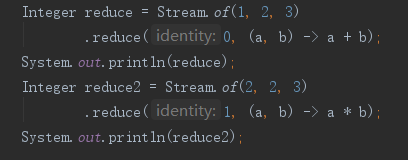 Integer reduce = Stream.of(1, 2, 3)
.reduce( identity: 0, (a, b) -> a + b);
System.out.println(reduce);
Integer reduce2 = Stream.of(2, 2, 3)
.reduce( identity: 1, (a, b) -> a * b);
System.out.println(reduce2);